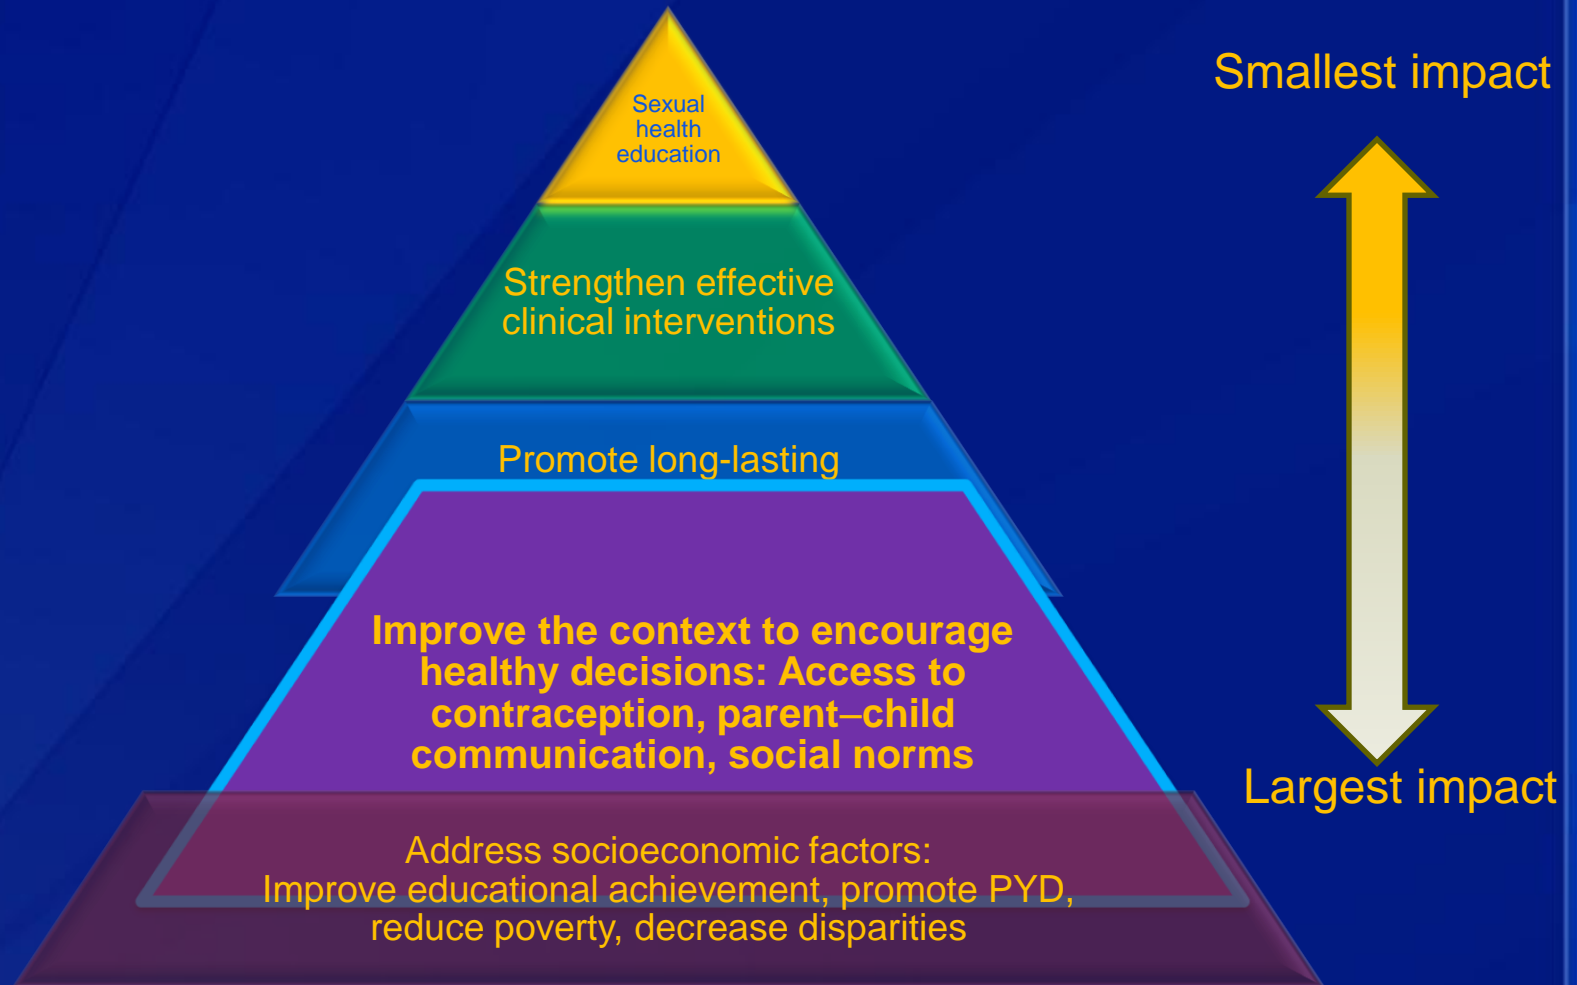 Smallest impact
Sexual
health
education
Strengthen effective
clinical interventions
Promote long-lasting
Improve the context to encourage
healthy decisions: Access to
contraception, parent–child
communication, social norms
Largest impact
Address socioeconomic factors:
Improve educational achievement, promote PYD,
reduce poverty, decrease disparities